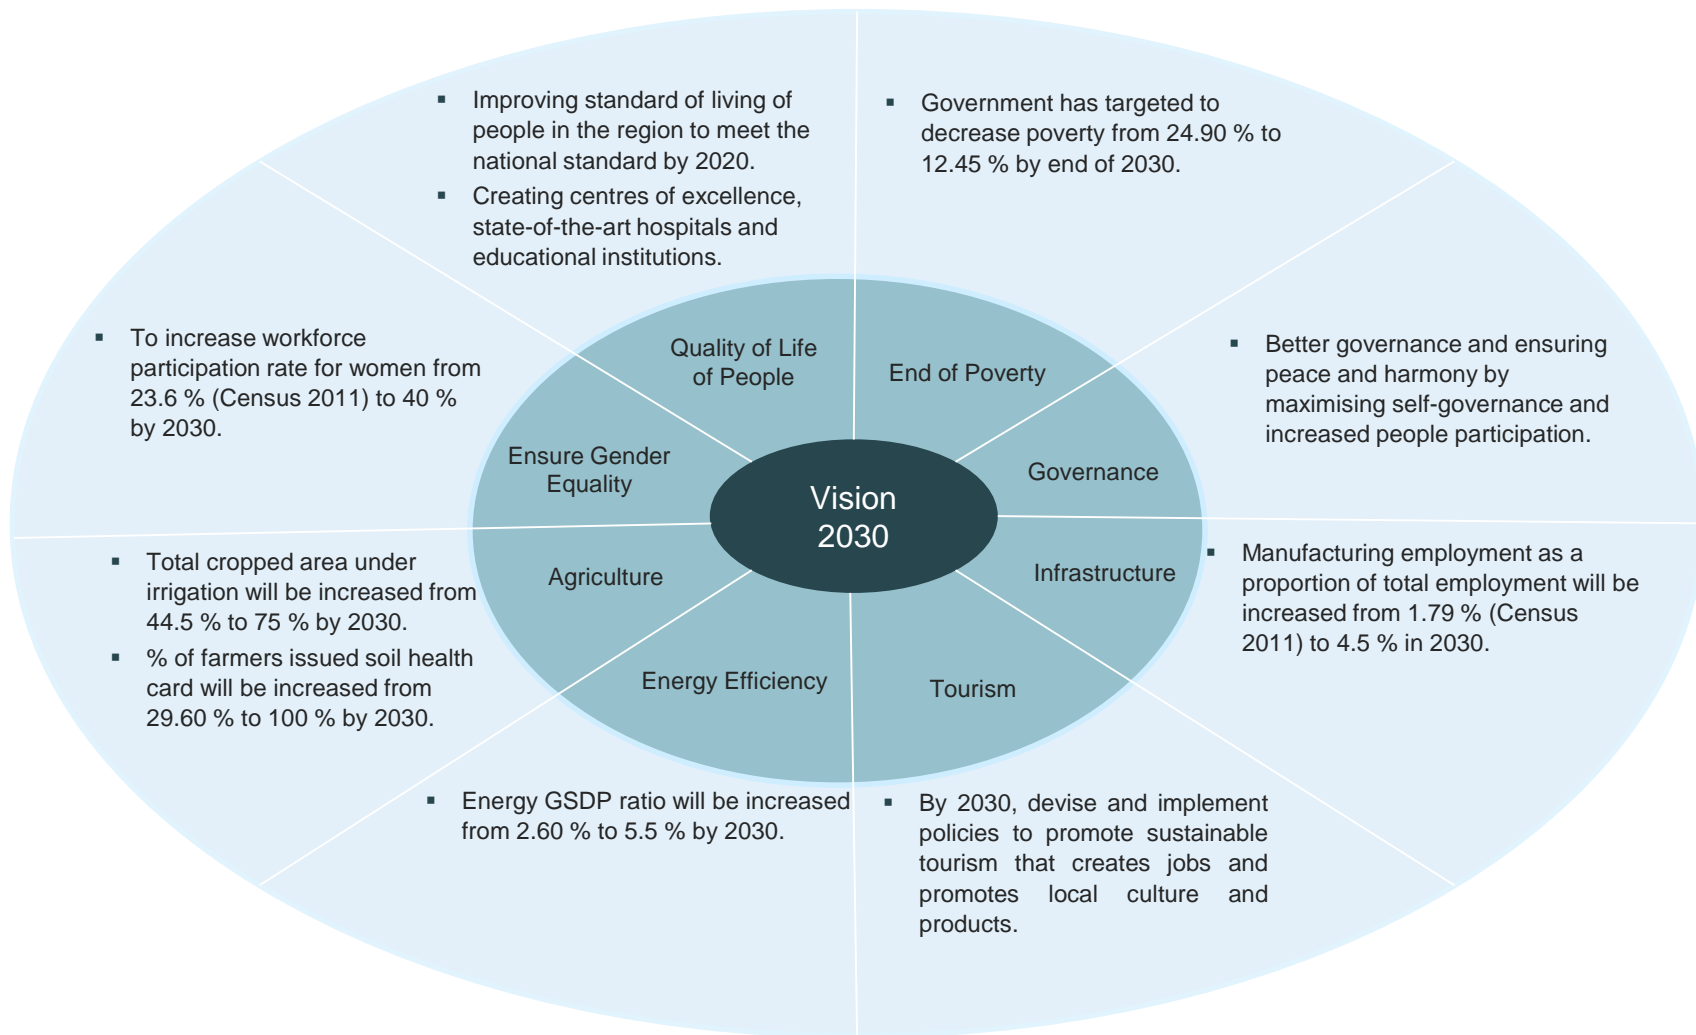 ▪ Improving standard of living of
people in the region to meet the
national standard by 2020.
▪ Creating centres of excellence,
state-of-the-art hospitals and
educational institutions.
▪ Government has targeted to
decrease poverty from 24.90 % to
12.45 % by end of 2030.
▪ To increase workforce
participation rate for women from
23.6 % (Census 2011) to 40 %
by 2030.
Quality of Life
of People
End of Poverty
▪ Better governance and ensuring
peace and harmony by
maximising self-governance and
increased people participation.
Ensure Gender
Equality
Governance
Vision
2030
▪ Total cropped area under
irrigation will be increased from
44.5 % to 75 % by 2030.
▪ % of farmers issued soil health
card will be increased from
29.60 % to 100 % by 2030.
Agriculture
Infrastructure
▪ Manufacturing employment as a
proportion of total employment will be
increased from 1.79 % (Census
2011) to 4.5 % in 2030.
Energy Efficiency
Tourism
▪ Energy GSDP ratio will be increased
from 2.60 % to 5.5 % by 2030.
▪ By 2030, devise and implement
policies to promote sustainable
tourism that creates jobs and
promotes local culture and
products.